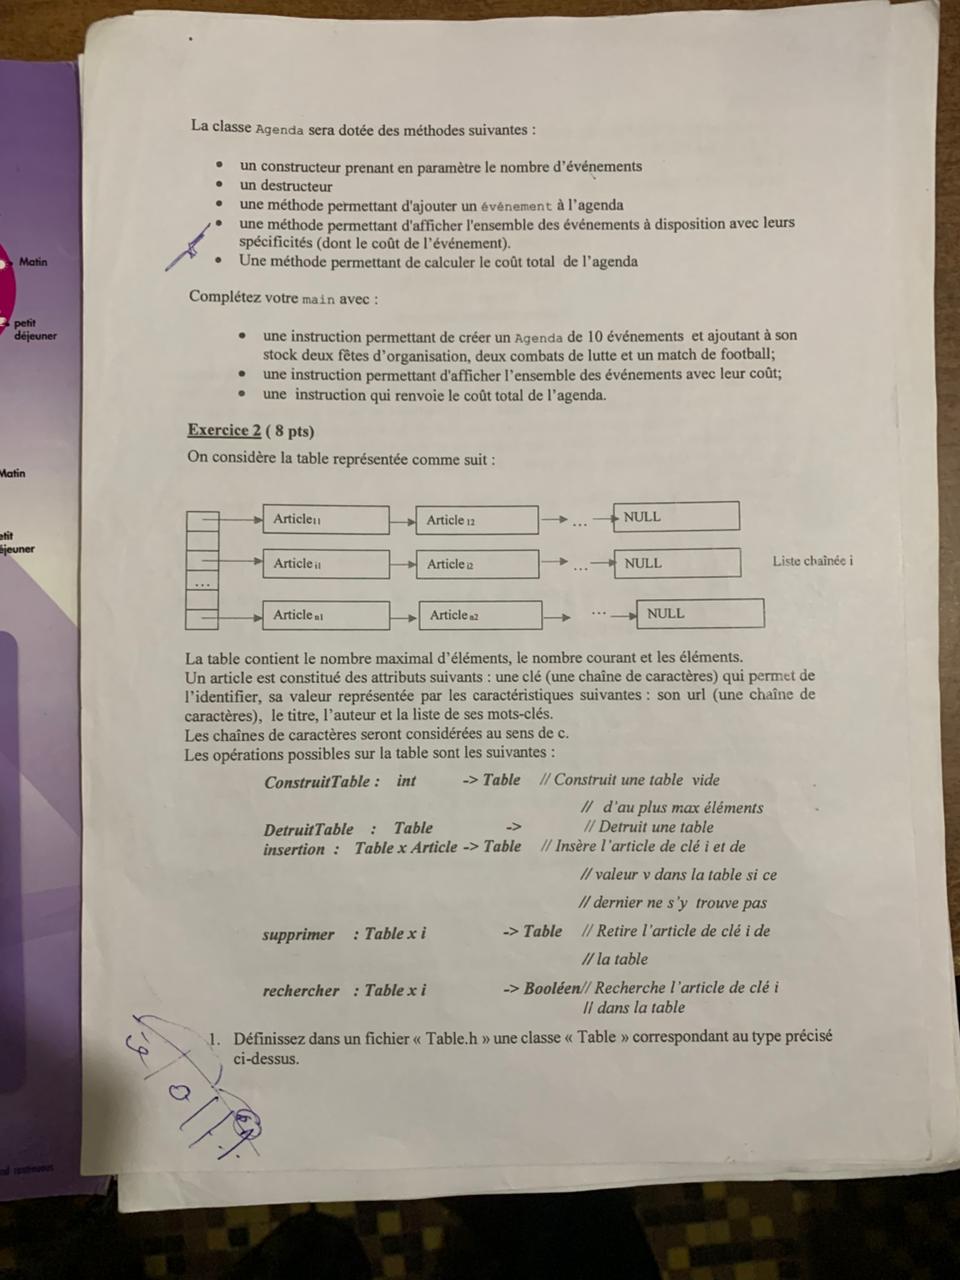 La classe Agenda sera dotée des méthodes suivantes :
• un constructeur prenant en paramètre le nombre d'événements
• un destructeur
• une méthode permettant d'ajouter un événement à l'agenda
• une méthode permettant d'afficher l'ensemble des événements à disposition avec leurs
spécificités (dont le coût de l'événement).
• Une méthode permettant de calculer le coût total de l'agenda
Complétez votre main avec :
• une instruction permettant de créer un Agenda de 10 événements et ajoutant à son
stock deux fêtes d'organisation, deux combats de lutte et un match de football;
• une instruction permettant d'afficher l'ensemble des événements avec leur coût;
• une instruction qui renvoie le coût total de l'agenda.
Exercice 2 ( 8 pts)
On considère la table représentée comme suit :
Article11 Article 12 ... NULL
Article i1 Article i2 ... NULL Liste chaînée i
...
Article n1 Article n2 ... NULL
La table contient le nombre maximal d'éléments, le nombre courant et les éléments.
Un article est constitué des attributs suivants : une clé (une chaîne de caractères) qui permet de
l'identifier, sa valeur représentée par les caractéristiques suivantes : son url (une chaîne de
caractères), le titre, l'auteur et la liste de ses mots-clés.
Les chaînes de caractères seront considérées au sens de c.
Les opérations possibles sur la table sont les suivantes :
ConstruitTable : int -> Table // Construit une table vide
// d'au plus max éléments
DetruitTable : Table -> // Detruit une table
insertion : Table x Article -> Table // Insère l'article de clé i et de
// valeur v dans la table si ce
// dernier ne s'y trouve pas
supprimer : Table x i -> Table // Retire l'article de clé i de
// la table
rechercher : Table x i -> Booléen// Recherche l'article de clé i
// dans la table
1. Définissez dans un fichier « Table.h » une classe « Table » correspondant au type précisé
ci-dessus.
Matin
petit
déjeuner
Matin